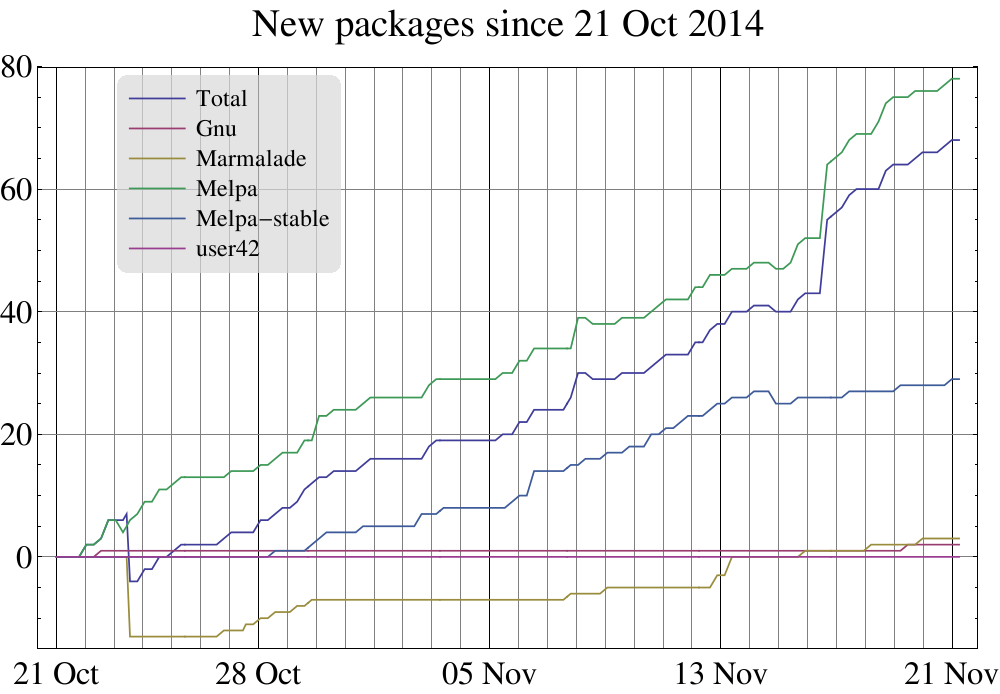 New packages since 21 Oct 2014
80
60
40
20
0
Total
Gnu
Marmalade
Melpa
Melpa−stable
user42
21 Oct 28 Oct 05 Nov 13 Nov 21 Nov